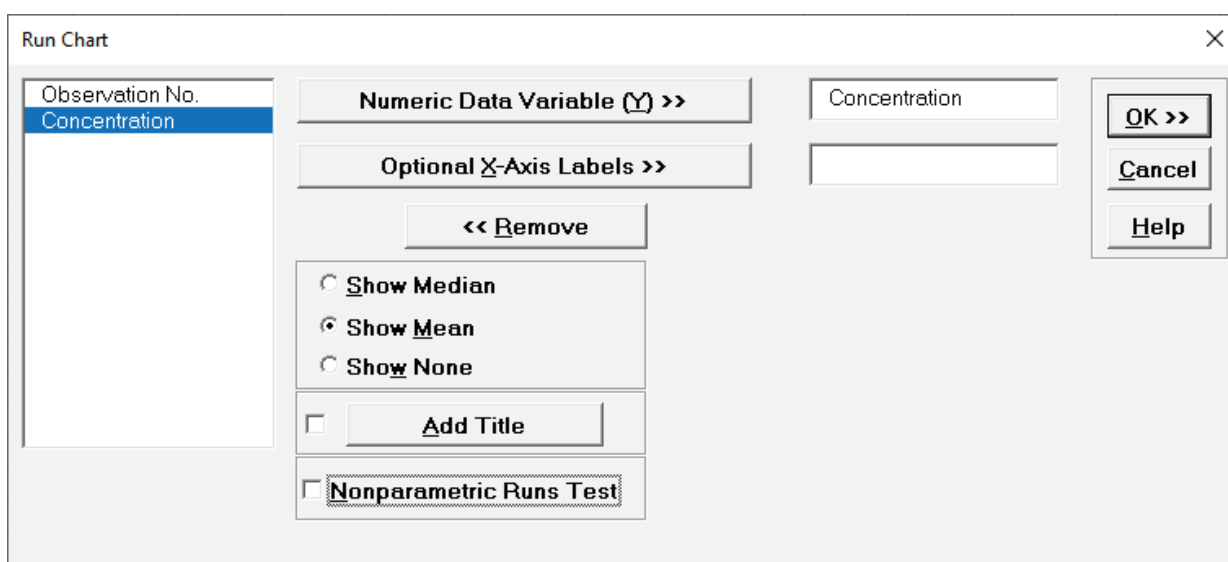 Run Chart
Observation No.
Concentration
Numeric Data Variable (Y) >>
Concentration
Optional X-Axis Labels >>
<< Remove
Show Median
Show Mean
Show None
Add Title
Nonparametric Runs Test
OK >>
Cancel
Help